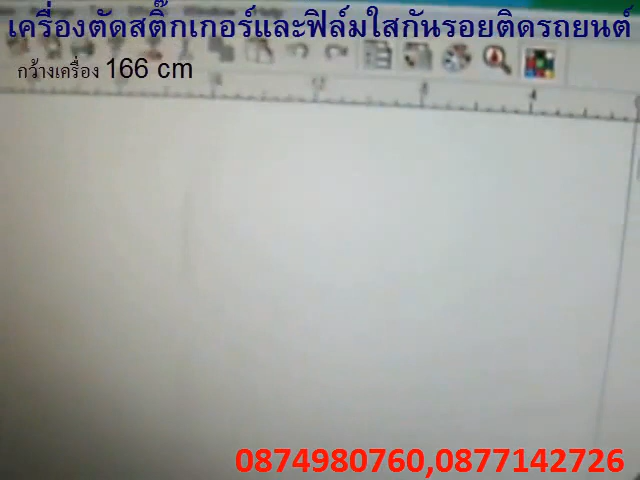 เครื่องตัดสติ๊กเกอร์และฟิล์มใสกันรอยติดรถยนต์
กว้างเครื่อง 166 cm
0874980760,0877142726